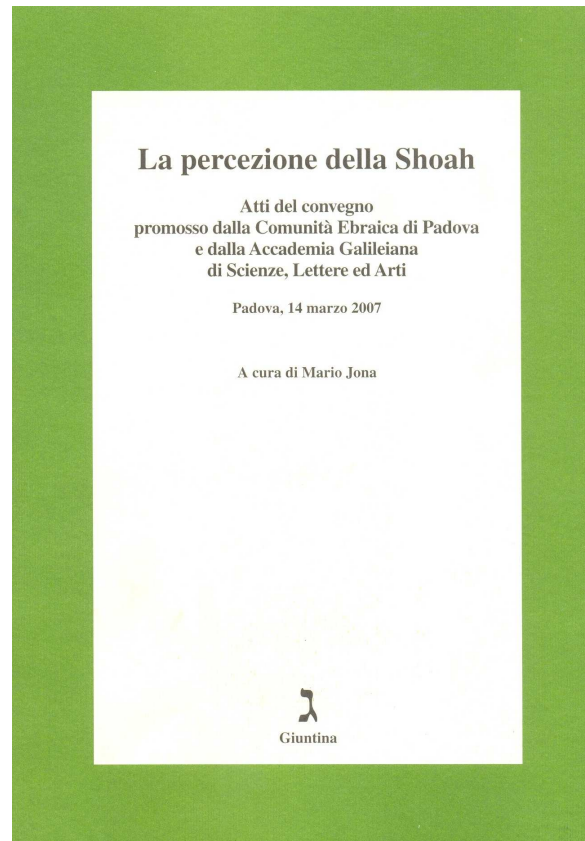 La percezione della Shoah
Atti del convegno
promosso dalla Comunità Ebraica di Padova
e dalla Accademia Galileiana
di Scienze, Lettere ed Arti
Padova, 14 marzo 2007
A cura di Mario Jona
ג
Giuntina